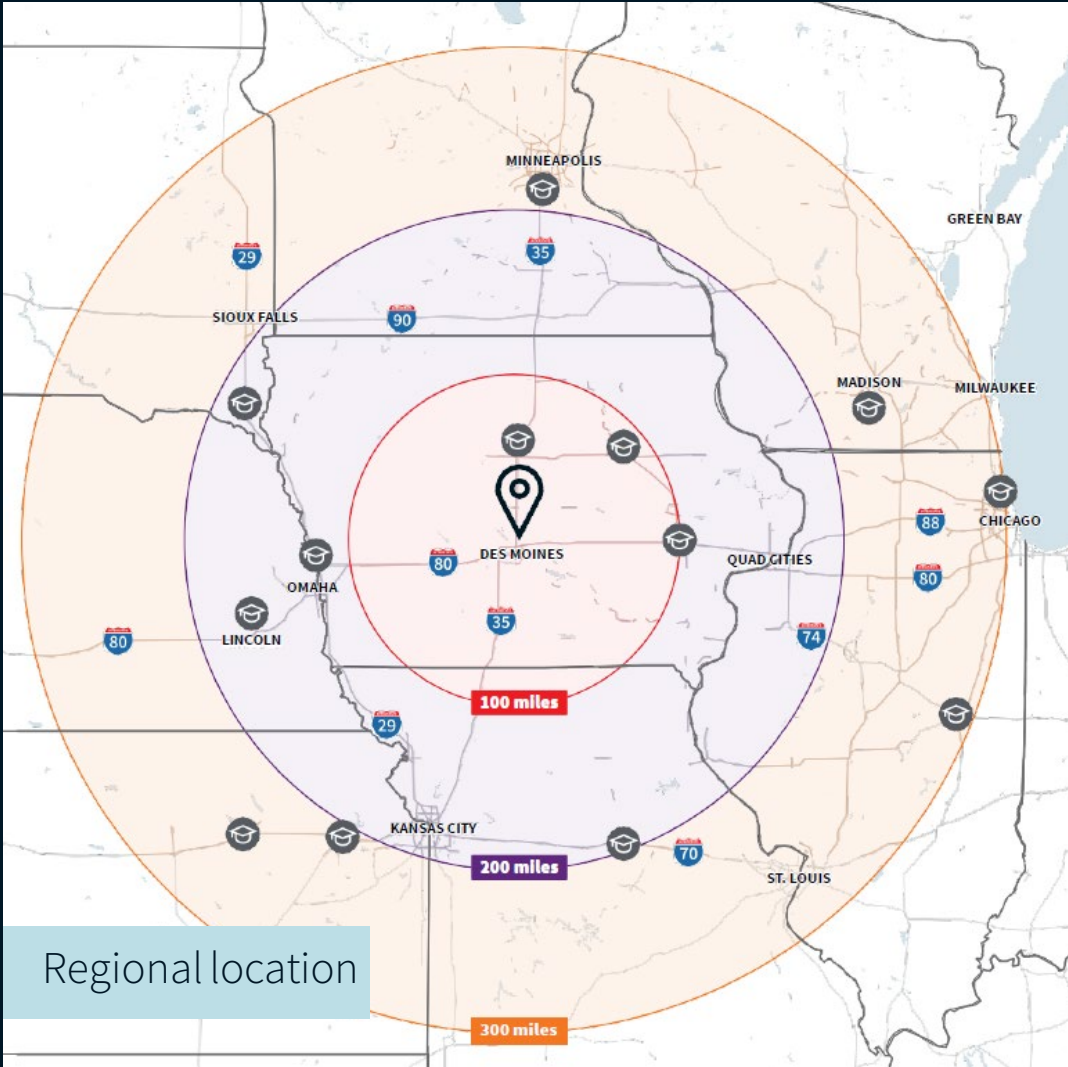 MINNEAPOLIS
GREEN BAY
35
29
SIOUX FALLS
90
MADISON
MILWAUKEE
88
CHICAGO
DES MOINES
80
QUAD CITIES
80
OMAHA
35
LINCOLN
80
74
100 miles
29
KANSAS CITY
70
200 miles
ST. LOUIS
Regional location
300 miles